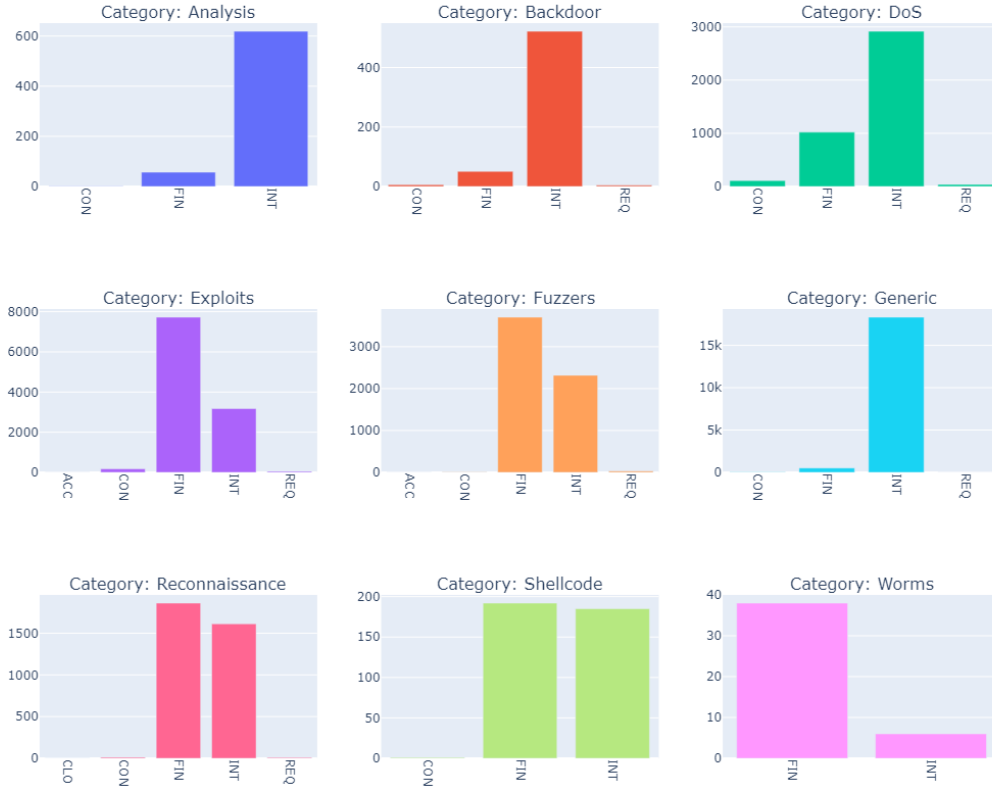 Category: Analysis
600
400
200
0
CON
FIN
INT
Category: Backdoor
400
200
0
CON
FIN
INT
REQ
Category: DoS
3000
2000
1000
0
CON
FIN
INT
REQ
Category: Exploits
8000
6000
4000
2000
0
ACC
CON
FIN
INT
REQ
Category: Fuzzers
3000
2000
1000
0
ACC
CON
FIN
INT
REQ
Category: Generic
15k
10k
5k
0
CON
FIN
INT
REQ
Category: Reconnaissance
1500
1000
500
0
CLO
CON
FIN
INT
REQ
Category: Shellcode
200
150
100
50
0
CON
FIN
INT
Category: Worms
40
30
20
10
0
FIN
INT